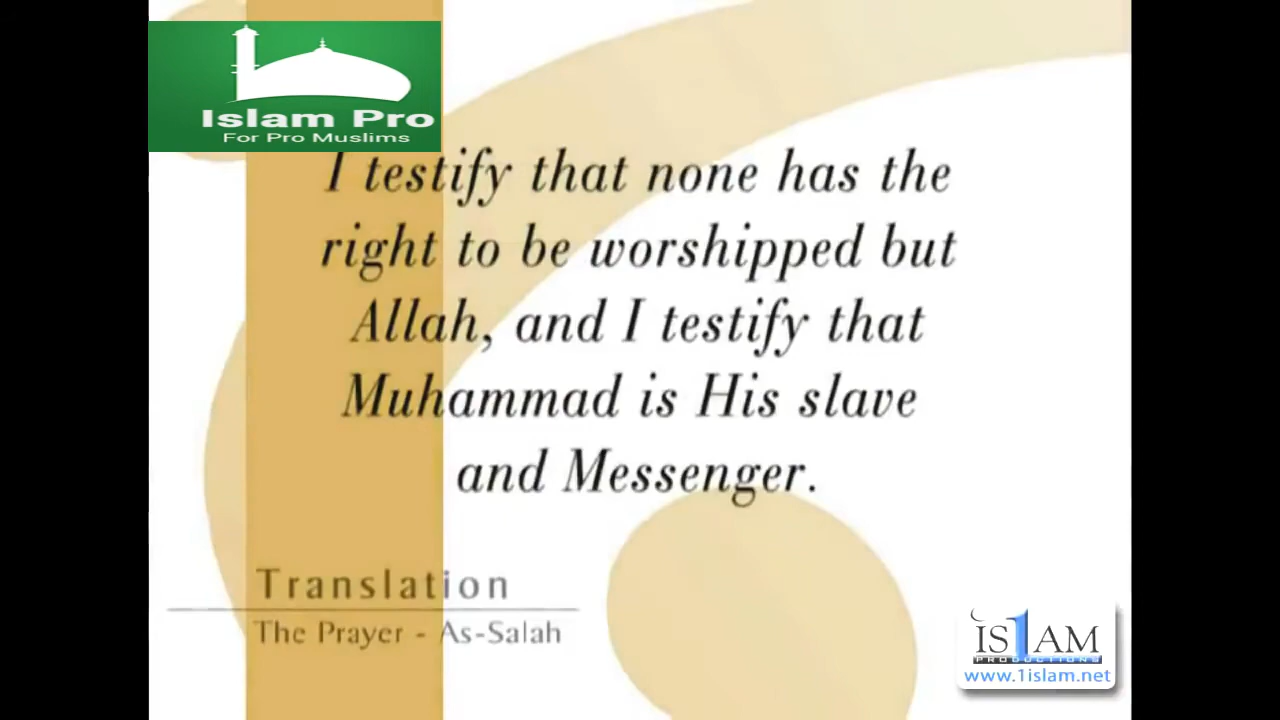 Islam Pro
For Pro Muslims
I testify that none has the
right to be worshipped but
Allah, and I testify that
Muhammad is His slave
and Messenger.
Translation
The Prayer - As-Salah
IS1AM
PRODUCTIONS
www.1islam.net